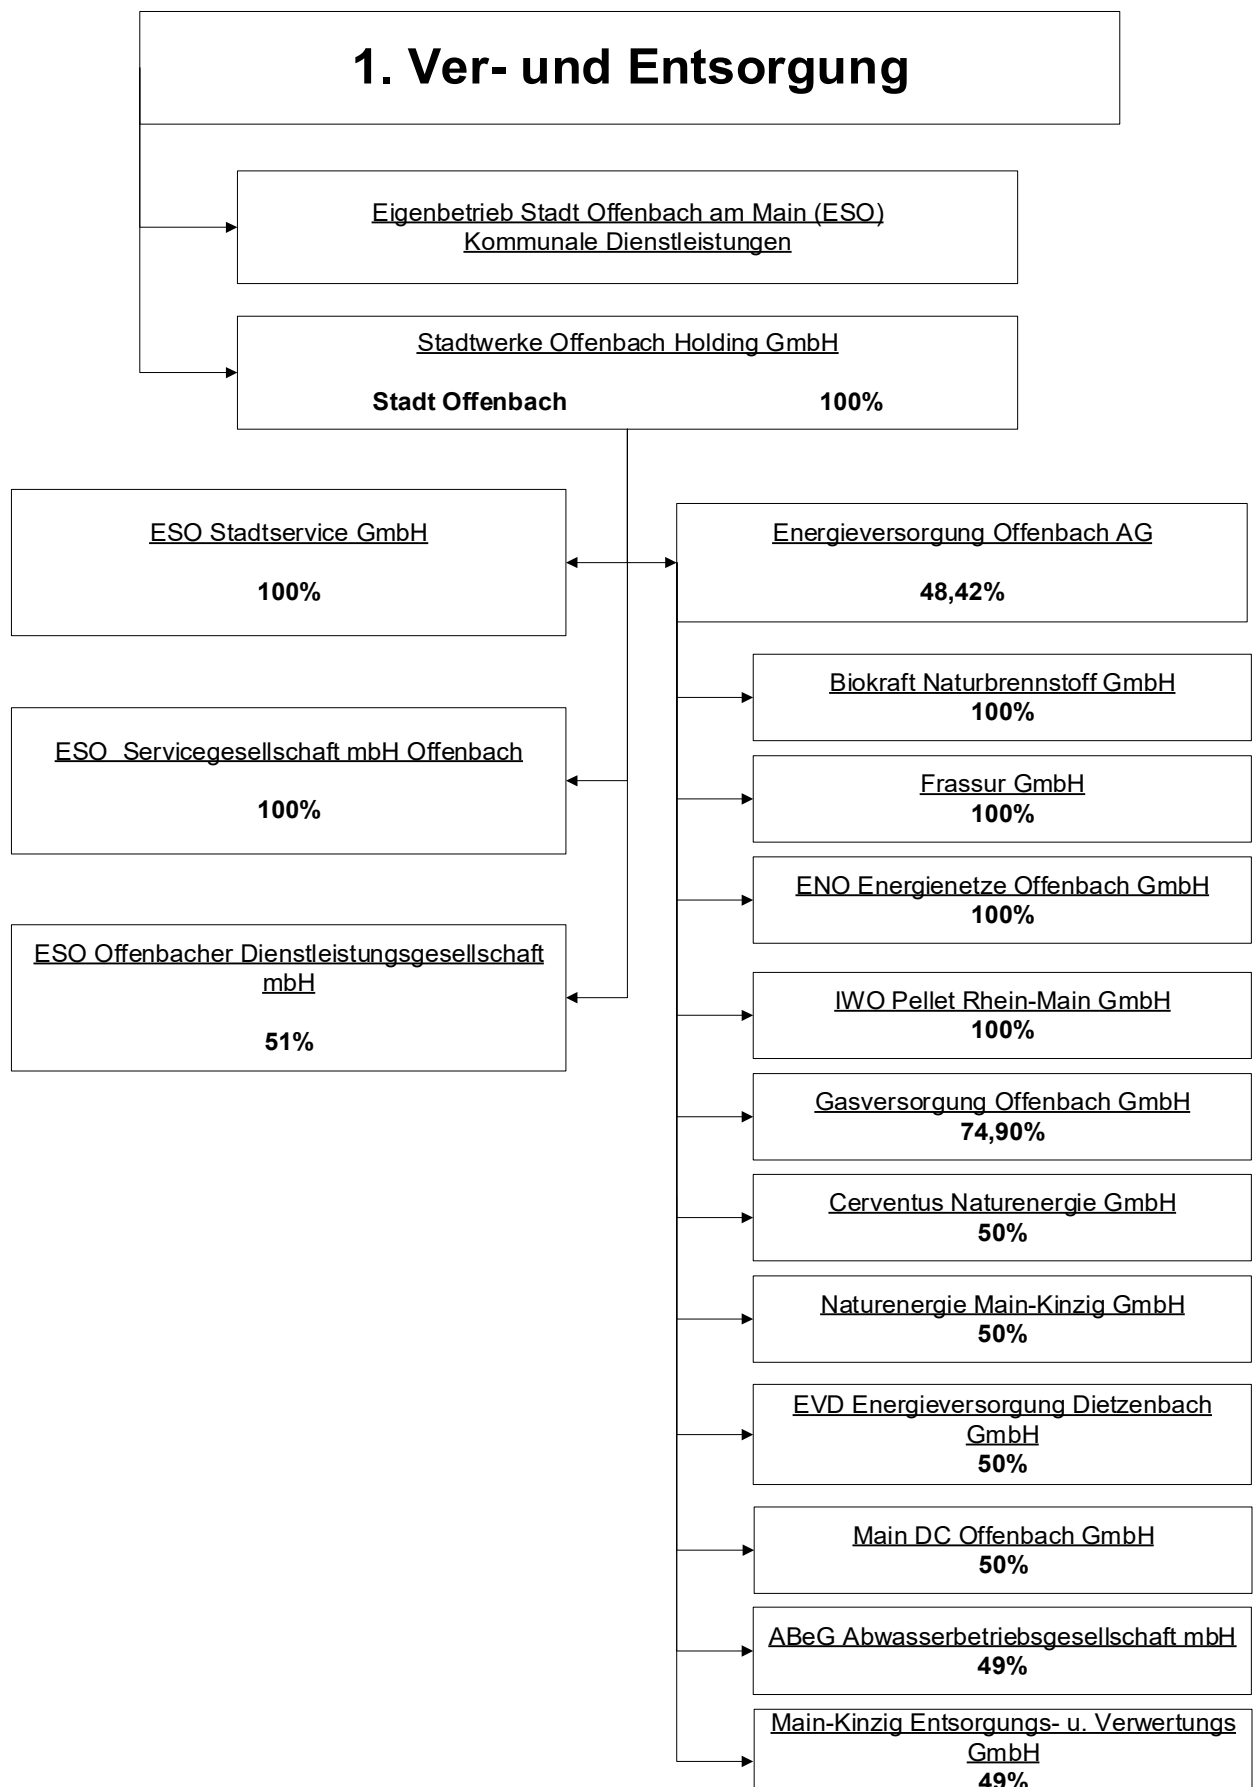 1. Ver- und Entsorgung
Eigenbetrieb Stadt Offenbach am Main (ESO)
Kommunale Dienstleistungen
Stadtwerke Offenbach Holding GmbH
Stadt Offenbach 100%
ESO Stadtservice GmbH
100%
ESO Servicegesellschaft mbH Offenbach
100%
ESO Offenbacher Dienstleistungsgesellschaft
mbH
51%
Energieversorgung Offenbach AG
48,42%
Biokraft Naturbrennstoff GmbH
100%
Frassur GmbH
100%
ENO Energienetze Offenbach GmbH
100%
IWO Pellet Rhein-Main GmbH
100%
Gasversorgung Offenbach GmbH
74,90%
Cerventus Naturenergie GmbH
50%
Naturenergie Main-Kinzig GmbH
50%
EVD Energieversorgung Dietzenbach
GmbH
50%
Main DC Offenbach GmbH
50%
ABeG Abwasserbetriebsgesellschaft mbH
49%
Main-Kinzig Entsorgungs- u. Verwertungs
GmbH
49%